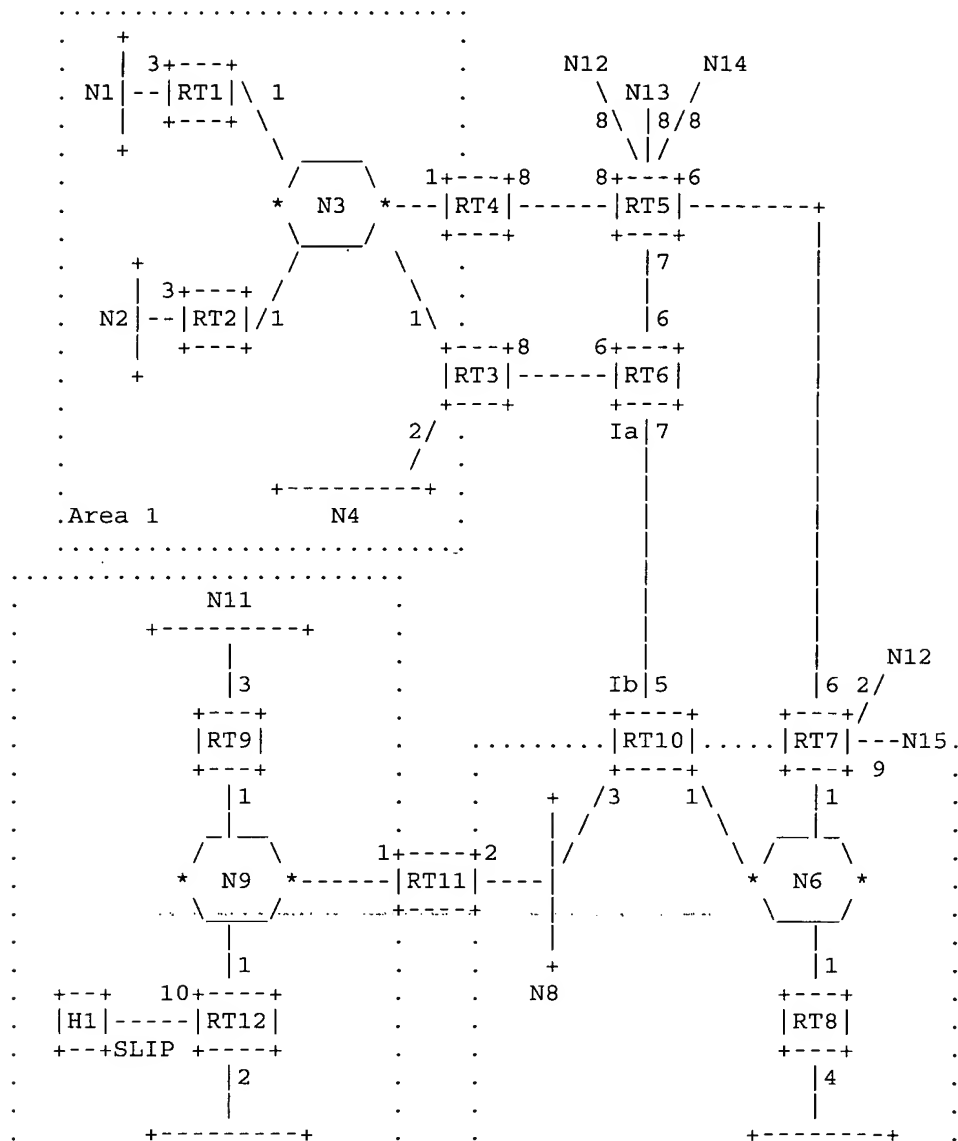 3
N1 RT1 1
N12 N14
N13
8 8 8
1 8 8 6
N3 RT4 RT5
7
3
N2 RT2 1 1 6
8 6
RT3 RT6
2 Ia 7
Area 1 N4
N11
N12
3 Ib 5 6 2
RT9 RT10 RT7 N15
9
1 3 1 1
1 2
N9 RT11 N6
1 1
10 N8
H1 RT12 RT8
SLIP
2 4